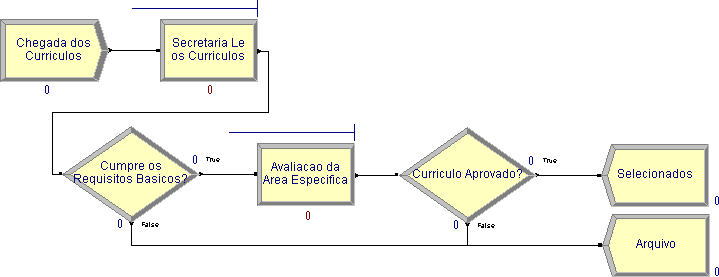 Chegada dos
Curriculos
0
Secretaria Le
os Curriculos
0
Cumpre os
Requisitos Basicos?
0 True
0 False
Avaliacao da
Area Especifica
0
Curriculo Aprovado?
0 True
0 False
Selecionados
0
Arquivo
0